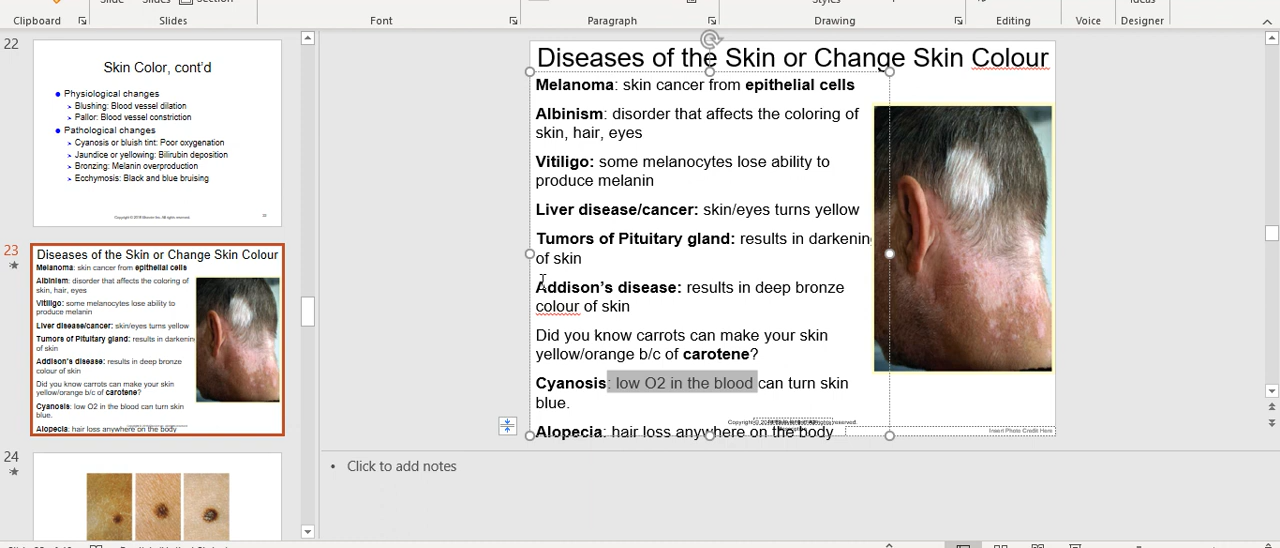 Slide
Slides
Section
Styles
Ideas
Clipboard
Slides
Font
Paragraph
Drawing
Editing
Voice
Designer
22
Skin Color, cont'd
Physiological changes
Blushing: Blood vessel dilation
Pallor: Blood vessel constriction
Pathological changes
Cyanosis or bluish tint: Poor oxygenation
Jaundice or yellowing: Bilirubin deposition
Bronzing: Melanin overproduction
Ecchymosis: Black and blue bruising
23
Diseases of the Skin or Change Skin Colour
Melanoma: skin cancer from epithelial cells
Albinism: disorder that affects the coloring of
skin, hair, eyes
Vitiligo: some melanocytes lose ability to
produce melanin
Liver disease/cancer: skin/eyes turns yellow
Tumors of Pituitary gland: results in darkening
of skin
Addison's disease: results in deep bronze
colour of skin
Did you know carrots can make your skin
yellow/orange b/c of carotene?
Cyanosis: low O2 in the blood can turn skin
blue.
Alopecia: hair loss anywhere on the body
24
Diseases of the Skin or Change Skin Colour
Melanoma: skin cancer from epithelial cells
Albinism: disorder that affects the coloring of
skin, hair, eyes
Vitiligo: some melanocytes lose ability to
produce melanin
Liver disease/cancer: skin/eyes turns yellow
Tumors of Pituitary gland: results in darkenin
of skin
Addison's disease: results in deep bronze
colour of skin
Did you know carrots can make your skin
yellow/orange b/c of carotene?
Cyanosis: low O2 in the blood can turn skin
blue.
Alopecia: hair loss anywhere on the body
Insert Photo Credit Here
Click to add notes